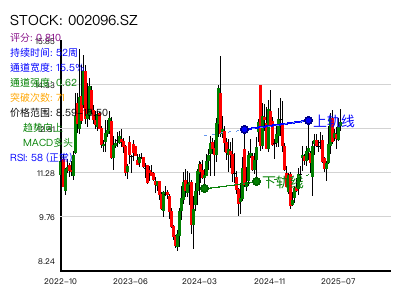 STOCK: 002096.SZ
评分: 0.810
持续时间: 52周
通道宽度: 15.5%
通道强度: 0.62
价格范围: 8.59
趋势向上
MACD多头
RSI: 58 (正常)
上轨线
下轨线
11.28
9.76
8.24
2022-10
2023-06
2024-03
2024-11
2025-07